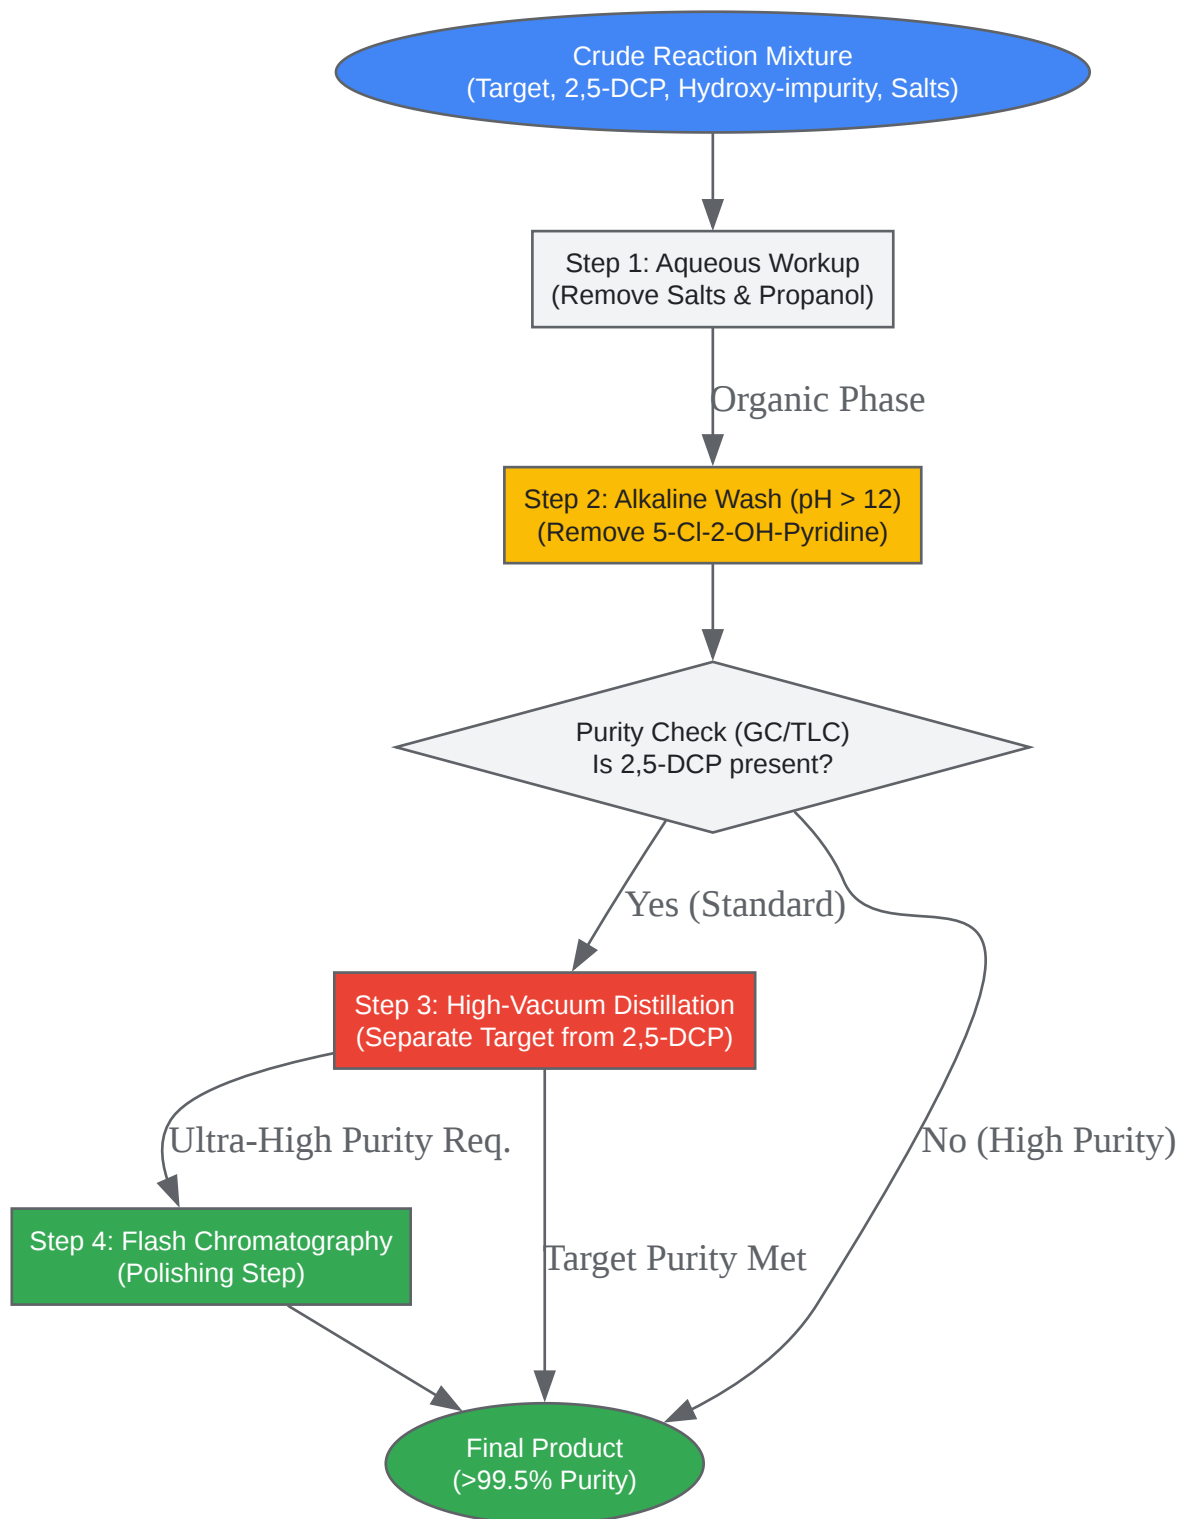 Crude Reaction Mixture
(Target, 2,5-DCP, Hydroxy-impurity, Salts)
Step 1: Aqueous Workup
(Remove Salts & Propanol)
Organic Phase
Step 2: Alkaline Wash (pH > 12)
(Remove 5-Cl-2-OH-Pyridine)
Purity Check (GC/TLC)
Is 2,5-DCP present?
Yes (Standard)
Step 3: High-Vacuum Distillation
(Separate Target from 2,5-DCP)
Ultra-High Purity Req.
No (High Purity)
Step 4: Flash Chromatography
(Polishing Step)
Target Purity Met
Final Product
(>99.5% Purity)